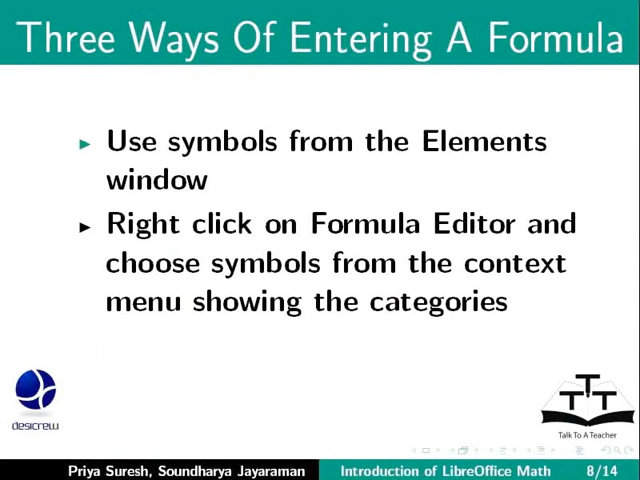 Three Ways Of Entering A Formula
Use symbols from the Elements
window
Right click on Formula Editor and
choose symbols from the context
menu showing the categories
desicrew
TTT
Talk To A Teacher
Priya Suresh, Soundharya Jayaraman
Introduction of LibreOffice Math
8/14